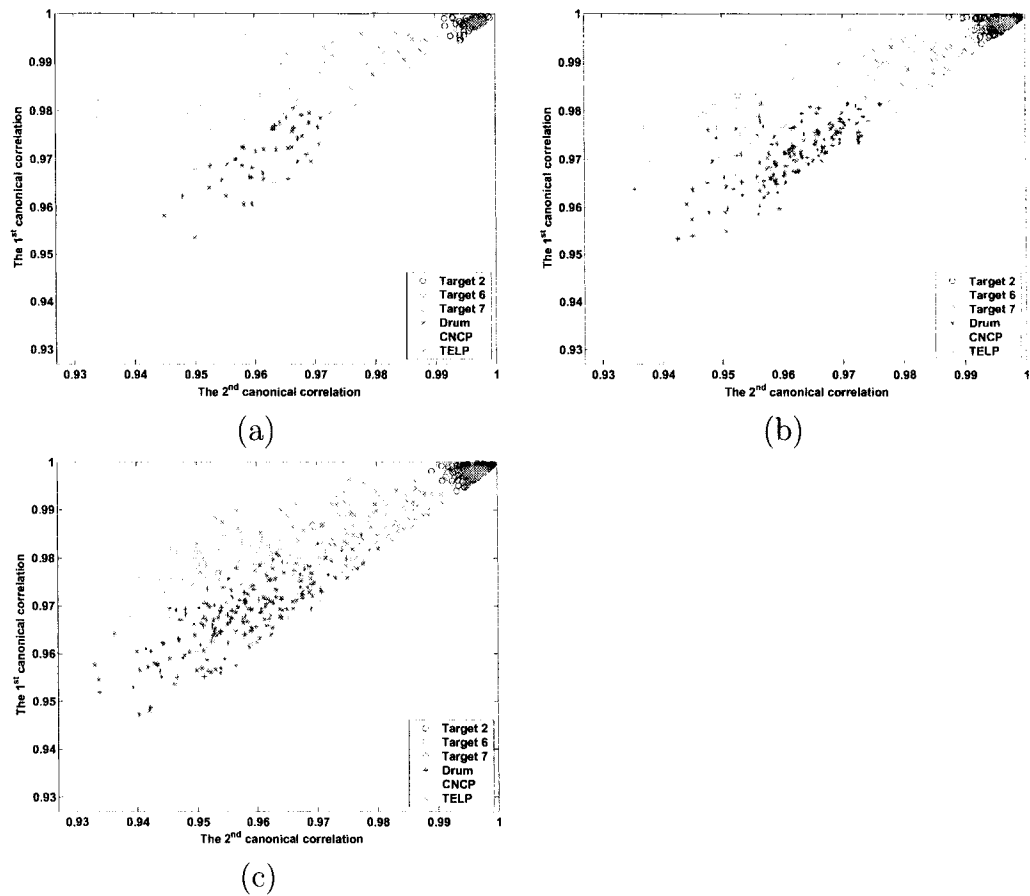 1
0.99
0.98
0.97
0.96
0.95
0.94
0.93
The 1st canonical correlation
Target 2
Target 6
Target 7
Drum
CNCP
TELP
0.93 0.94 0.95 0.96 0.97 0.98 0.99 1
The 2nd canonical correlation
(a)
1
0.99
0.98
0.97
0.96
0.95
0.94
0.93
The 1st canonical correlation
Target 2
Target 6
Target 7
Drum
CNCP
TELP
0.93 0.94 0.95 0.96 0.97 0.98 0.99 1
The 2nd canonical correlation
(b)
1
0.99
0.98
0.97
0.96
0.95
0.94
0.93
The 1st canonical correlation
Target 2
Target 6
Target 7
Drum
CNCP
TELP
0.93 0.94 0.95 0.96 0.97 0.98 0.99 1
The 2nd canonical correlation
(c)